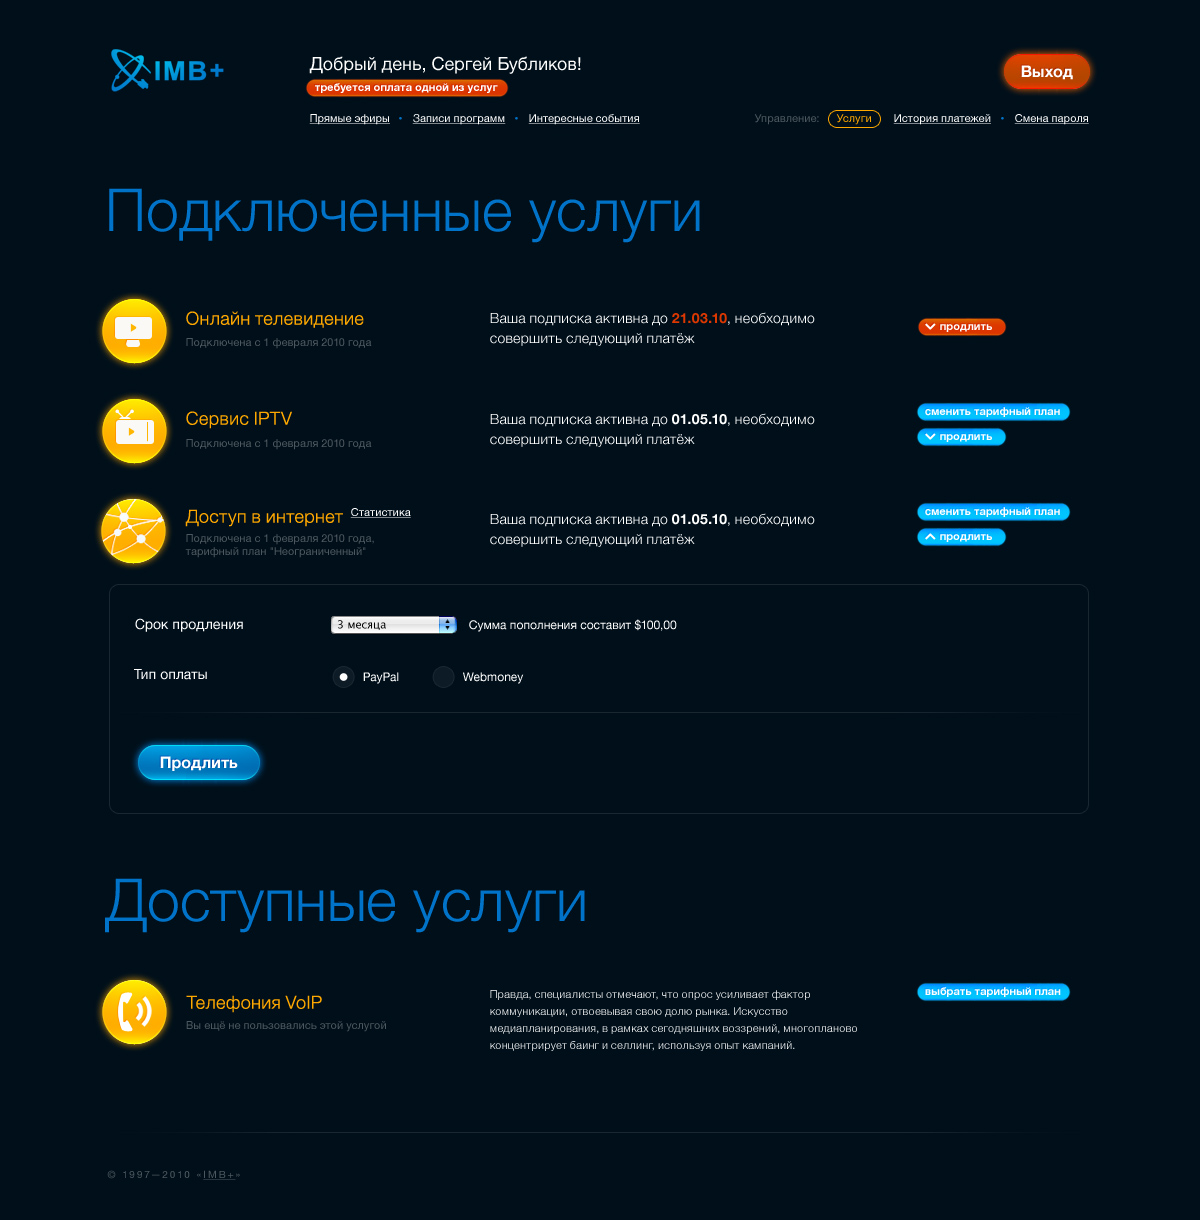 IMB+
Добрый день, Сергей Бубликов!
требуется оплата одной из услуг
Выход
Прямые эфиры • Записи программ • Интересные события
Управление: Услуги История платежей • Смена пароля
Подключенные услуги
Онлайн телевидение
Подключена с 1 февраля 2010 года
Ваша подписка активна до 21.03.10, необходимо
совершить следующий платёж
продлить
Сервис IPTV
Подключена с 1 февраля 2010 года
Ваша подписка активна до 01.05.10, необходимо
совершить следующий платёж
сменить тарифный план
продлить
Доступ в интернет Статистика
Подключена с 1 февраля 2010 года,
тарифный план "Неограниченный"
Ваша подписка активна до 01.05.10, необходимо
совершить следующий платёж
сменить тарифный план
продлить
Срок продления 3 месяца Сумма пополнения составит $100,00
Тип оплаты PayPal Webmoney
Продлить
Доступные услуги
Телефония VoIP
Вы ещё не пользовались этой услугой
Правда, специалисты отмечают, что опрос усиливает фактор
коммуникации, отвоевывая свою долю рынка. Искусство
медиапланирования, в рамках сегодняшних воззрений, многопланово
концентрирует баинг и селлинг, используя опыт кампаний.
выбрать тарифный план
© 1997—2010 «IMB+»